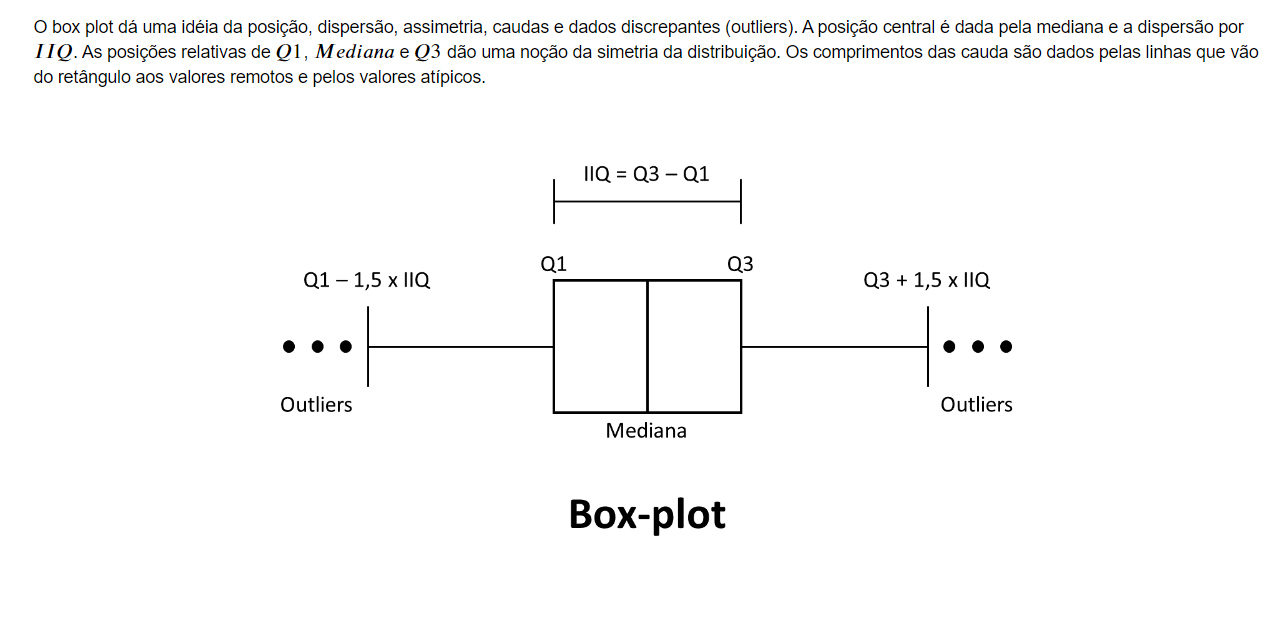 O box plot dá uma idéia da posição, dispersão, assimetria, caudas e dados discrepantes (outliers). A posição central é dada pela mediana e a dispersão por
IIQ. As posições relativas de Q1, Mediana e Q3 dão uma noção da simetria da distribuição. Os comprimentos das cauda são dados pelas linhas que vão
do retângulo aos valores remotos e pelos valores atípicos.
IIQ = Q3 – Q1
Q1
Q3
Q1 – 1,5 x IIQ
Q3 + 1,5 x IIQ
Outliers
Outliers
Mediana
Box-plot